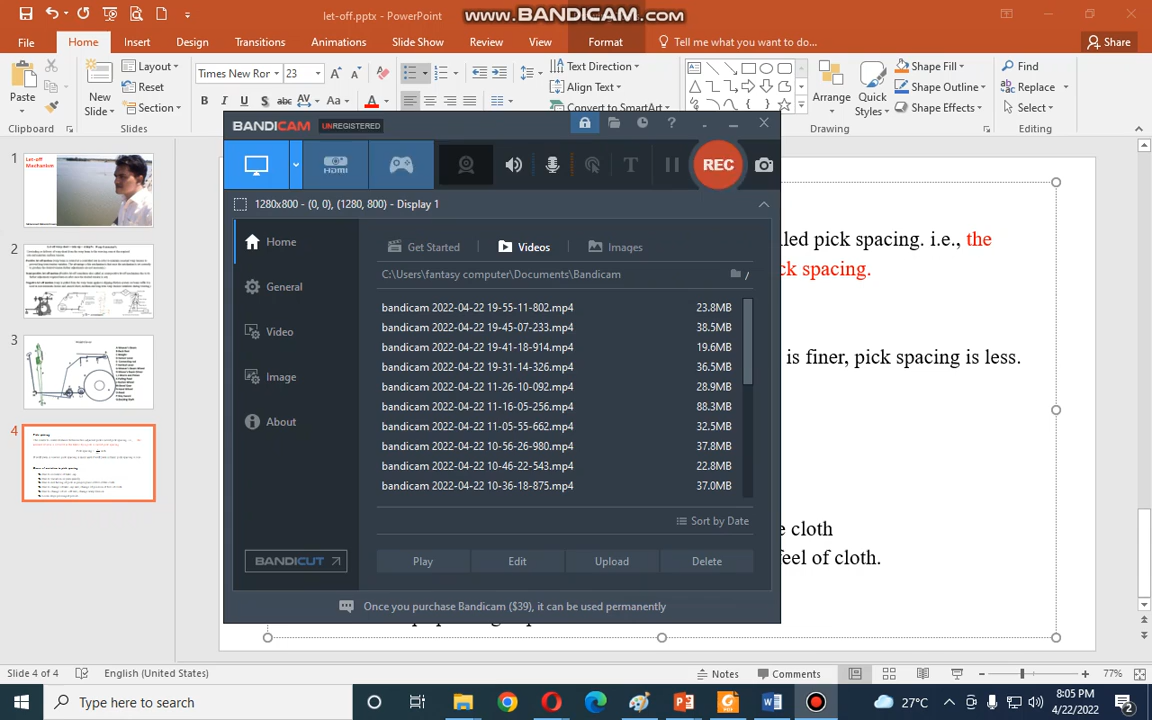 let-off.pptx - PowerPoint
www.BANDICAM.com
File
Home
Insert
Design
Transitions
Animations
Slide Show
Review
View
Format
Tell me what you want to do...
Share
Paste
New
Slide
Layout
Reset
Section
Times New Ror
23
Text Direction
Align Text
Convert to SmartArt
Arrange
Quick
Styles
Shape Fill
Shape Outline
Shape Effects
Find
Replace
Select
Clipboard
Slides
Drawing
Editing
BANDICAM
UNREGISTERED
HDMI
REC
1280x800 - (0, 0), (1280, 800) - Display 1
Home
General
Video
Image
About
BANDICUT
Get Started
Videos
Images
C:\Users\fantasy computer\Documents\Bandicam
bandicam 2022-04-22 19-55-11-802.mp4 23.8MB
bandicam 2022-04-22 19-45-07-233.mp4 38.5MB
bandicam 2022-04-22 19-41-18-914.mp4 19.6MB
bandicam 2022-04-22 19-31-14-326.mp4 36.5MB
bandicam 2022-04-22 11-26-10-092.mp4 28.9MB
bandicam 2022-04-22 11-16-05-256.mp4 88.3MB
bandicam 2022-04-22 11-05-55-662.mp4 32.5MB
bandicam 2022-04-22 10-56-26-980.mp4 37.8MB
bandicam 2022-04-22 10-46-22-543.mp4 22.8MB
bandicam 2022-04-22 10-36-18-875.mp4 37.0MB
Sort by Date
Play
Edit
Upload
Delete
Once you purchase Bandicam ($39), it can be used permanently
1
Let-off
Mechanism
2
3
4
Pick spacing
led pick spacing. i.e., the
ck spacing.
is finer, pick spacing is less.
e cloth
feel of cloth.
Slide 4 of 4
English (United States)
Notes
Comments
77%
Type here to search
27°C
8:05 PM
4/22/2022
2